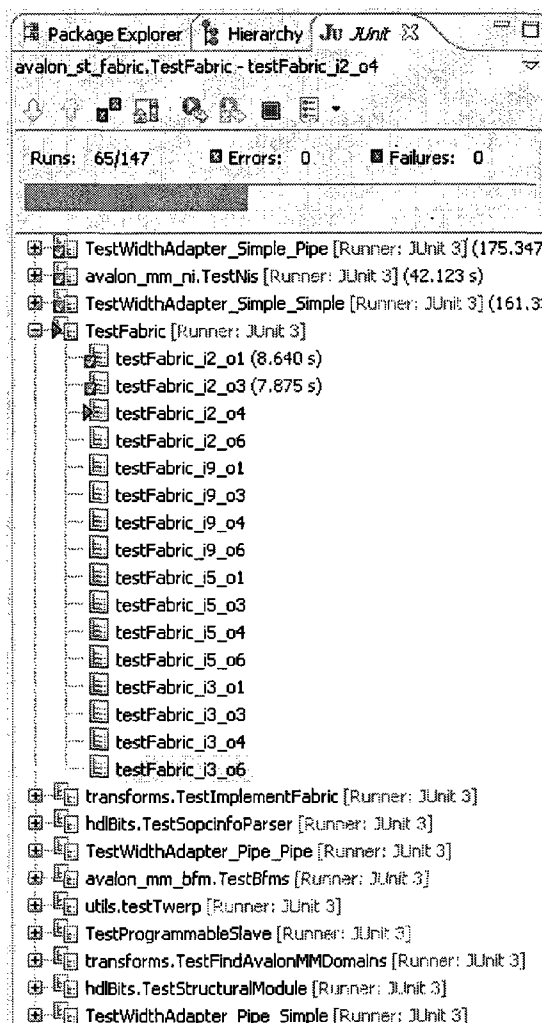 Package Explorer Hierarchy Ju JUnit
avalon_st_fabric.TestFabric - testFabric_i2_o4
Runs: 65/147 Errors: 0 Failures: 0
TestWidthAdapter_Simple_Pipe [Runner: JUnit 3] (175.347
avalon_mm_ni.TestNis [Runner: JUnit 3] (42.123 s)
TestWidthAdapter_Simple_Simple [Runner: JUnit 3] (161.3
TestFabric [Runner: JUnit 3]
testFabric_i2_o1 (8.640 s)
testFabric_i2_o3 (7.875 s)
testFabric_i2_o4
testFabric_i2_o6
testFabric_i9_o1
testFabric_i9_o3
testFabric_i9_o4
testFabric_i9_o6
testFabric_i5_o1
testFabric_i5_o3
testFabric_i5_o4
testFabric_i5_o6
testFabric_i3_o1
testFabric_i3_o3
testFabric_i3_o4
testFabric_i3_o6
transforms.TestImplementFabric [Runner: JUnit 3]
hdlBits.TestSopcinfoParser [Runner: JUnit 3]
TestWidthAdapter_Pipe_Pipe [Runner: JUnit 3]
avalon_mm_bfm.TestBfms [Runner: JUnit 3]
utils.testTwerp [Runner: JUnit 3]
TestProgrammableSlave [Runner: JUnit 3]
transforms.TestFindAvalonMMDomains [Runner: JUnit 3]
hdlBits.TestStructuralModule [Runner: JUnit 3]
TestWidthAdapter_Pipe_Simple [Runner: JUnit 3]